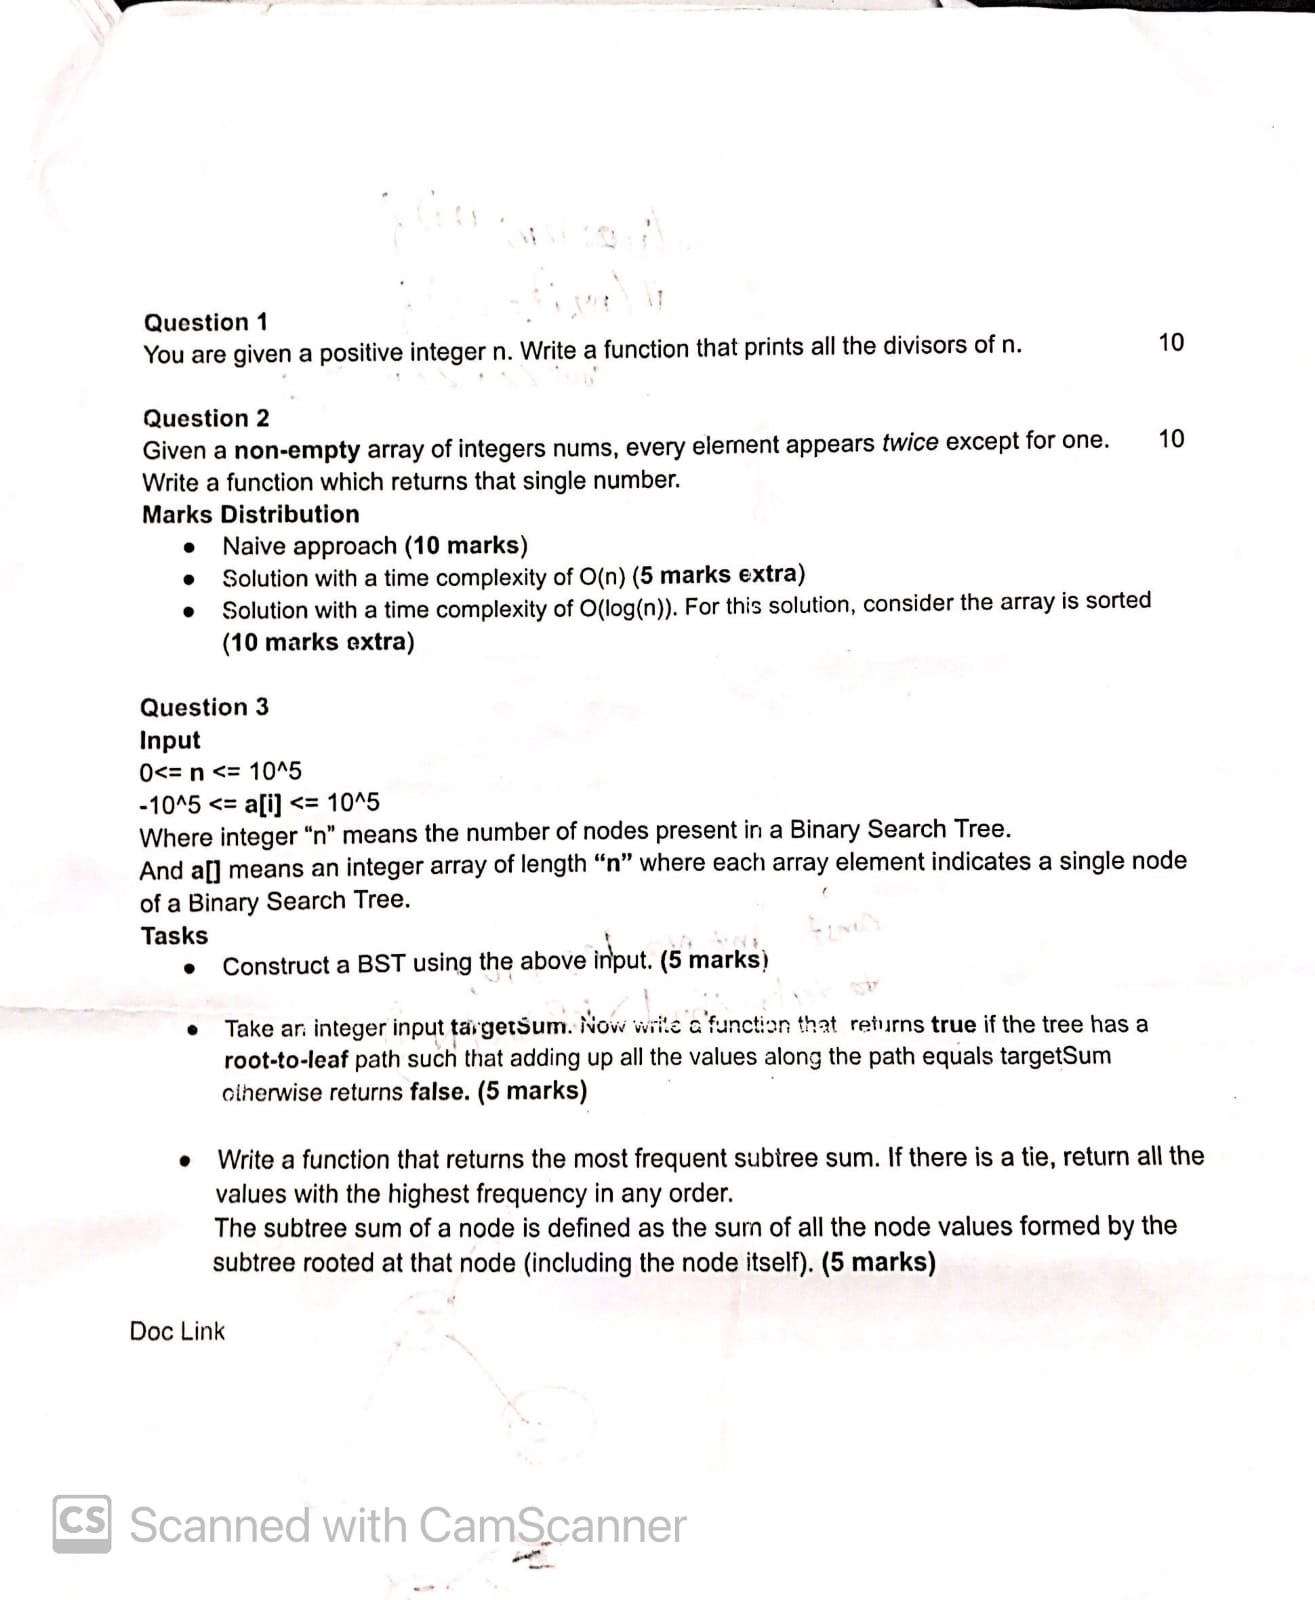 Question 1
You are given a positive integer n. Write a function that prints all the divisors of n. 10
Question 2
Given a non-empty array of integers nums, every element appears twice except for one. 10
Write a function which returns that single number.
Marks Distribution
● Naive approach (10 marks)
● Solution with a time complexity of O(n) (5 marks extra)
● Solution with a time complexity of O(log(n)). For this solution, consider the array is sorted
(10 marks extra)
Question 3
Input
0<= n <= 10^5
-10^5 <= a[i] <= 10^5
Where integer “n” means the number of nodes present in a Binary Search Tree.
And a[] means an integer array of length “n” where each array element indicates a single node
of a Binary Search Tree.
Tasks
● Construct a BST using the above input. (5 marks)
● Take an integer input targetSum. Now write a function that returns true if the tree has a
root-to-leaf path such that adding up all the values along the path equals targetSum
otherwise returns false. (5 marks)
● Write a function that returns the most frequent subtree sum. If there is a tie, return all the
values with the highest frequency in any order.
The subtree sum of a node is defined as the sum of all the node values formed by the
subtree rooted at that node (including the node itself). (5 marks)
Doc Link
CS Scanned with CamScanner